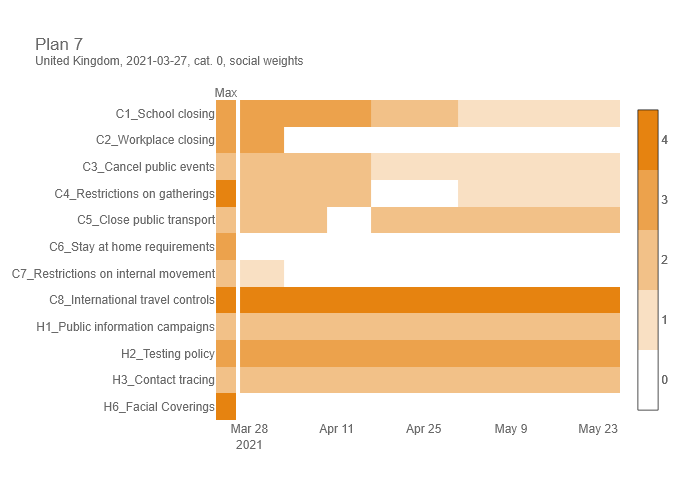 Plan 7
United Kingdom, 2021-03-27, cat. 0, social weights
Max
C1_School closing
C2_Workplace closing
C3_Cancel public events
C4_Restrictions on gatherings
C5_Close public transport
C6_Stay at home requirements
C7_Restrictions on internal movement
C8_International travel controls
H1_Public information campaigns
H2_Testing policy
H3_Contact tracing
H6_Facial Coverings
Mar 28 Apr 11 Apr 25 May 9 May 23
2021
4
3
2
1
0